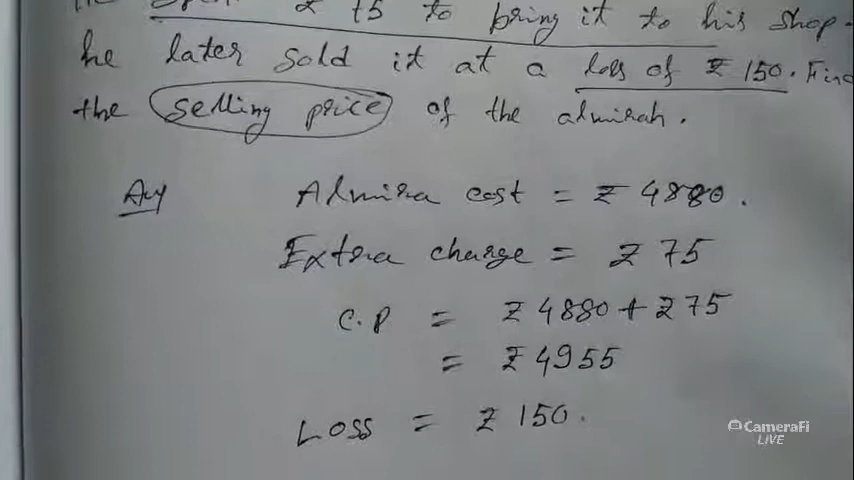 ₹ 75 to bring it to his shop.
he later sold it at a loss of ₹ 150. Find
the selling price of the almirah.
Ans Almira cost = ₹ 4880.
Extra charge = ₹ 75
C.P = ₹ 4880 + ₹ 75
= ₹ 4955
Loss = ₹ 150.
CameraFi
LIVE